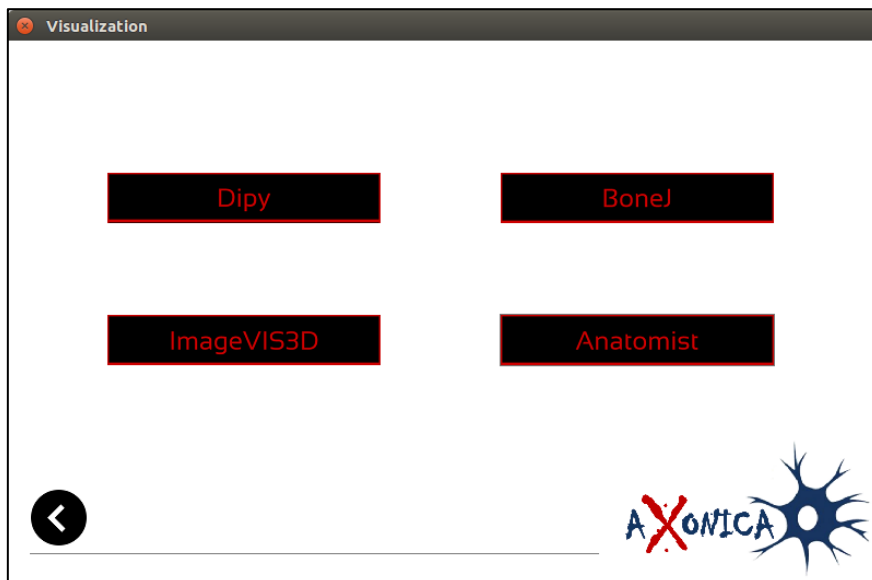 Visualization
Dipy
BoneJ
ImageVIS3D
Anatomist
AXONICA